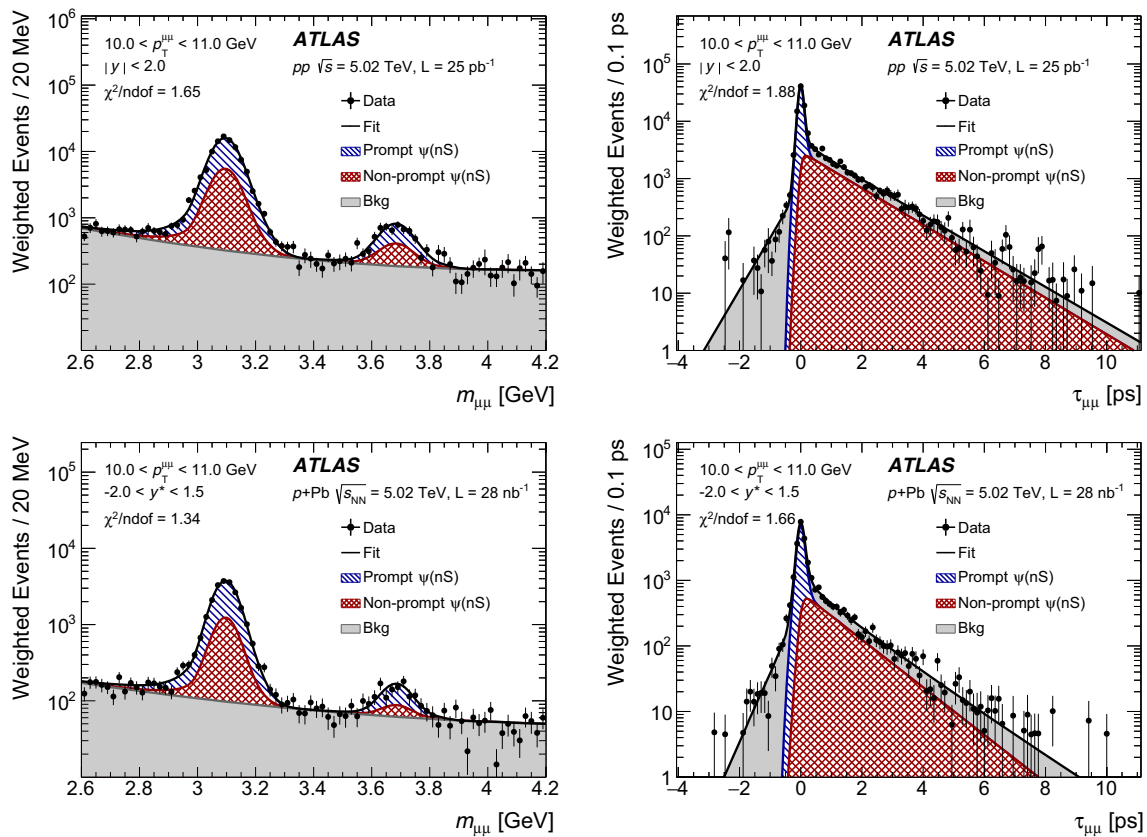 Weighted Events / 20 MeV
10⁶
10⁵
10⁴
10³
10²
10.0 < p_T^μμ < 11.0 GeV
| y | < 2.0
χ²/ndof = 1.65
ATLAS
pp √s = 5.02 TeV, L = 25 pb⁻¹
Data
Fit
Prompt ψ(nS)
Non-prompt ψ(nS)
Bkg
2.6 2.8 3 3.2 3.4 3.6 3.8 4 4.2
m_μμ [GeV]
Weighted Events / 0.1 ps
10⁵
10⁴
10³
10²
10
1
10.0 < p_T^μμ < 11.0 GeV
| y | < 2.0
χ²/ndof = 1.88
ATLAS
pp √s = 5.02 TeV, L = 25 pb⁻¹
Data
Fit
Prompt ψ(nS)
Non-prompt ψ(nS)
Bkg
−4 −2 0 2 4 6 8 10
τ_μμ [ps]
Weighted Events / 20 MeV
10⁵
10⁴
10³
10²
10.0 < p_T^μμ < 11.0 GeV
-2.0 < y* < 1.5
χ²/ndof = 1.34
ATLAS
p+Pb √s_NN = 5.02 TeV, L = 28 nb⁻¹
Data
Fit
Prompt ψ(nS)
Non-prompt ψ(nS)
Bkg
2.6 2.8 3 3.2 3.4 3.6 3.8 4 4.2
m_μμ [GeV]
Weighted Events / 0.1 ps
10⁵
10⁴
10³
10²
10
1
10.0 < p_T^μμ < 11.0 GeV
-2.0 < y* < 1.5
χ²/ndof = 1.66
ATLAS
p+Pb √s_NN = 5.02 TeV, L = 28 nb⁻¹
Data
Fit
Prompt ψ(nS)
Non-prompt ψ(nS)
Bkg
−4 −2 0 2 4 6 8 10
τ_μμ [ps]